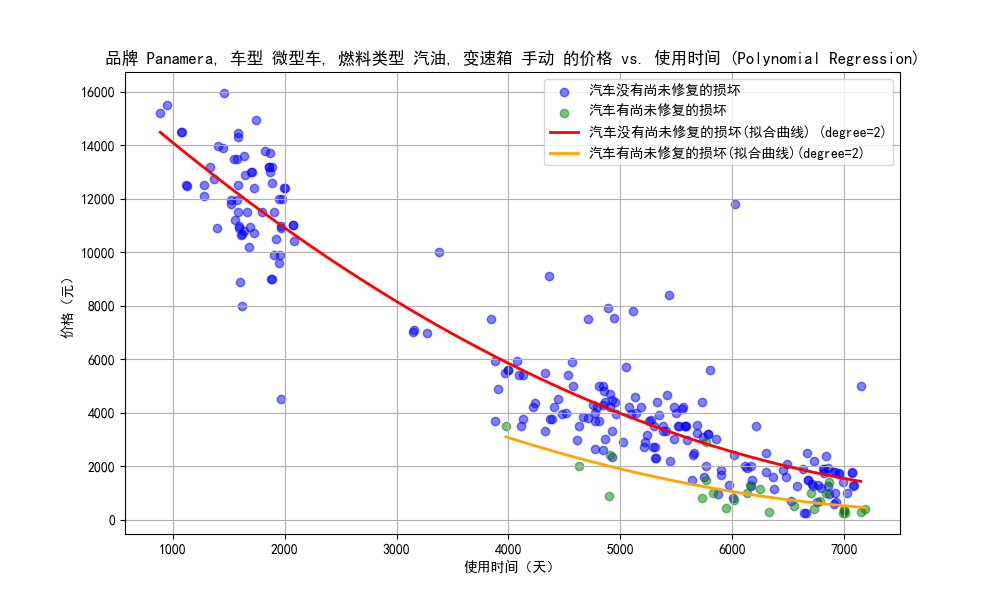 品牌 Panamera, 车型 微型车, 燃料类型 汽油, 变速箱 手动 的价格 vs. 使用时间 (Polynomial Regression)
汽车没有尚未修复的损坏
汽车有尚未修复的损坏
汽车没有尚未修复的损坏(拟合曲线) (degree=2)
汽车有尚未修复的损坏(拟合曲线)(degree=2)
价格（元）
16000
14000
12000
10000
8000
6000
4000
2000
0
1000 2000 3000 4000 5000 6000 7000
使用时间（天）